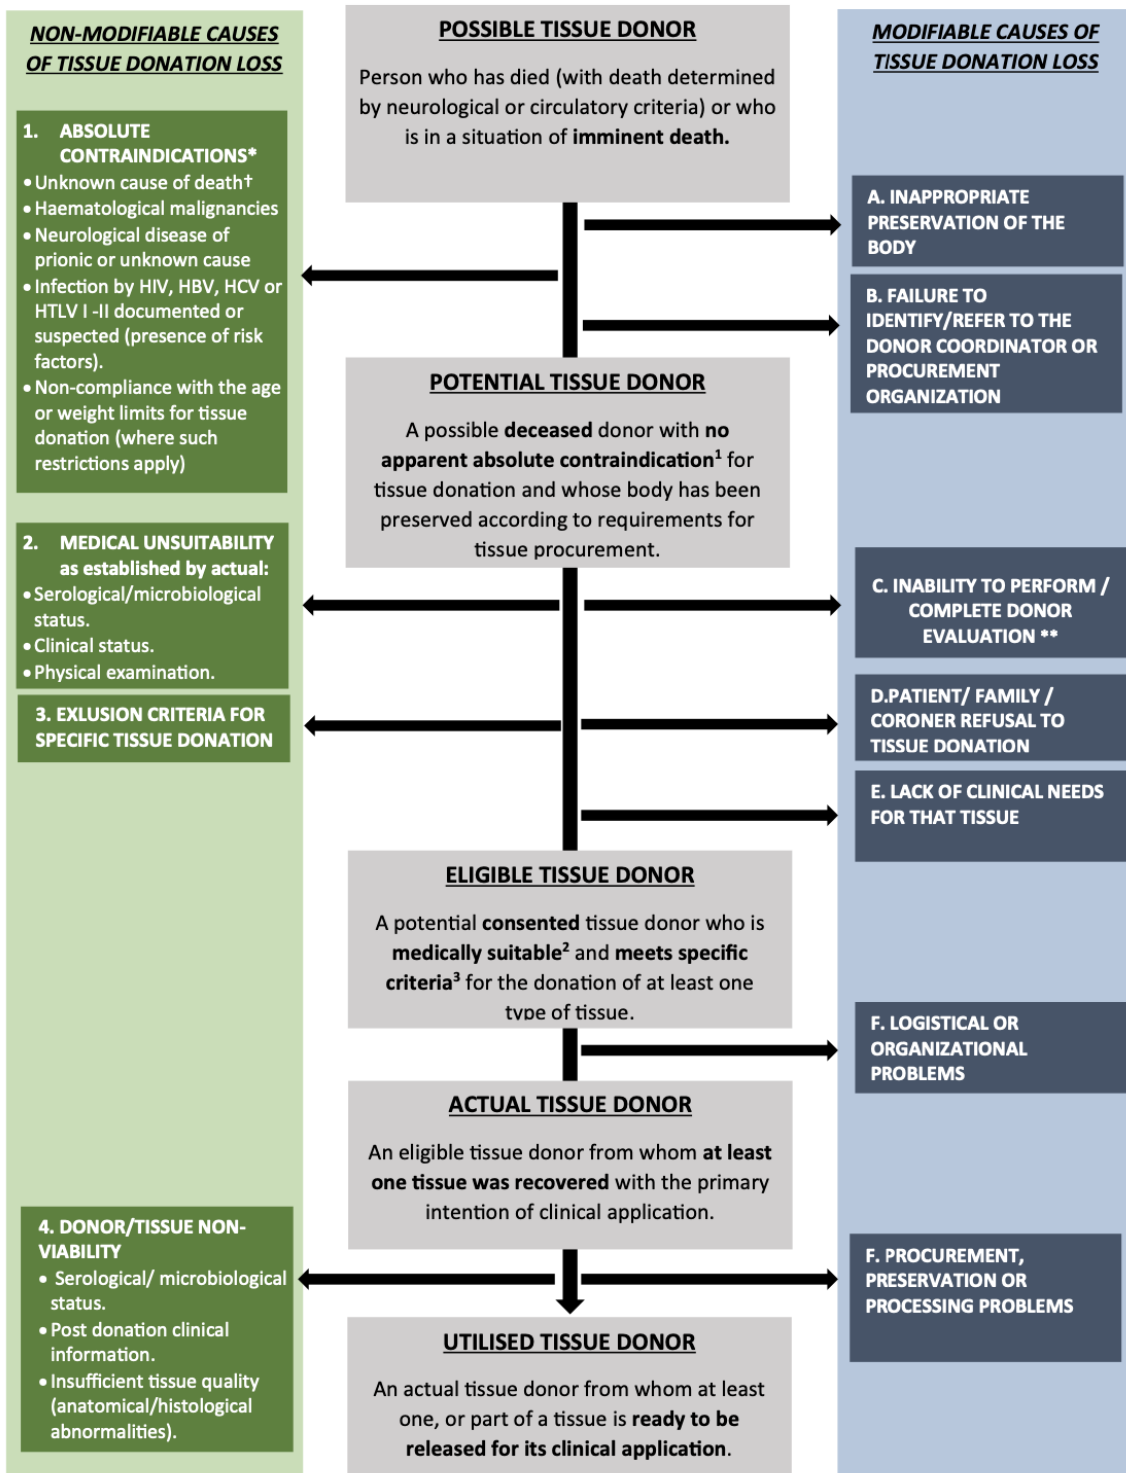 NON-MODIFIABLE CAUSES
OF TISSUE DONATION LOSS
1. ABSOLUTE
CONTRAINDICATIONS*
• Unknown cause of death†
• Haematological malignancies
• Neurological disease of
prionic or unknown cause
• Infection by HIV, HBV, HCV or
HTLV I -II documented or
suspected (presence of risk
factors).
• Non-compliance with the age
or weight limits for tissue
donation (where such
restrictions apply)
2. MEDICAL UNSUITABILITY
as established by actual:
• Serological/microbiological
status.
• Clinical status.
• Physical examination.
3. EXLUSION CRITERIA FOR
SPECIFIC TISSUE DONATION
4. DONOR/TISSUE NON-
VIABILITY
• Serological/ microbiological
status.
• Post donation clinical
information.
• Insufficient tissue quality
(anatomical/histological
abnormalities).
POSSIBLE TISSUE DONOR
Person who has died (with death determined
by neurological or circulatory criteria) or who
is in a situation of imminent death.
POTENTIAL TISSUE DONOR
A possible deceased donor with no
apparent absolute contraindication¹ for
tissue donation and whose body has been
preserved according to requirements for
tissue procurement.
ELIGIBLE TISSUE DONOR
A potential consented tissue donor who is
medically suitable² and meets specific
criteria³ for the donation of at least one
type of tissue.
ACTUAL TISSUE DONOR
An eligible tissue donor from whom at least
one tissue was recovered with the primary
intention of clinical application.
UTILISED TISSUE DONOR
An actual tissue donor from whom at least
one, or part of a tissue is ready to be
released for its clinical application.
MODIFIABLE CAUSES OF
TISSUE DONATION LOSS
A. INAPPROPRIATE
PRESERVATION OF THE
BODY
B. FAILURE TO
IDENTIFY/REFER TO THE
DONOR COORDINATOR OR
PROCUREMENT
ORGANIZATION
C. INABILITY TO PERFORM /
COMPLETE DONOR
EVALUATION **
D.PATIENT/ FAMILY /
CORONER REFUSAL TO
TISSUE DONATION
E. LACK OF CLINICAL NEEDS
FOR THAT TISSUE
F. LOGISTICAL OR
ORGANIZATIONAL
PROBLEMS
F. PROCUREMENT,
PRESERVATION OR
PROCESSING PROBLEMS